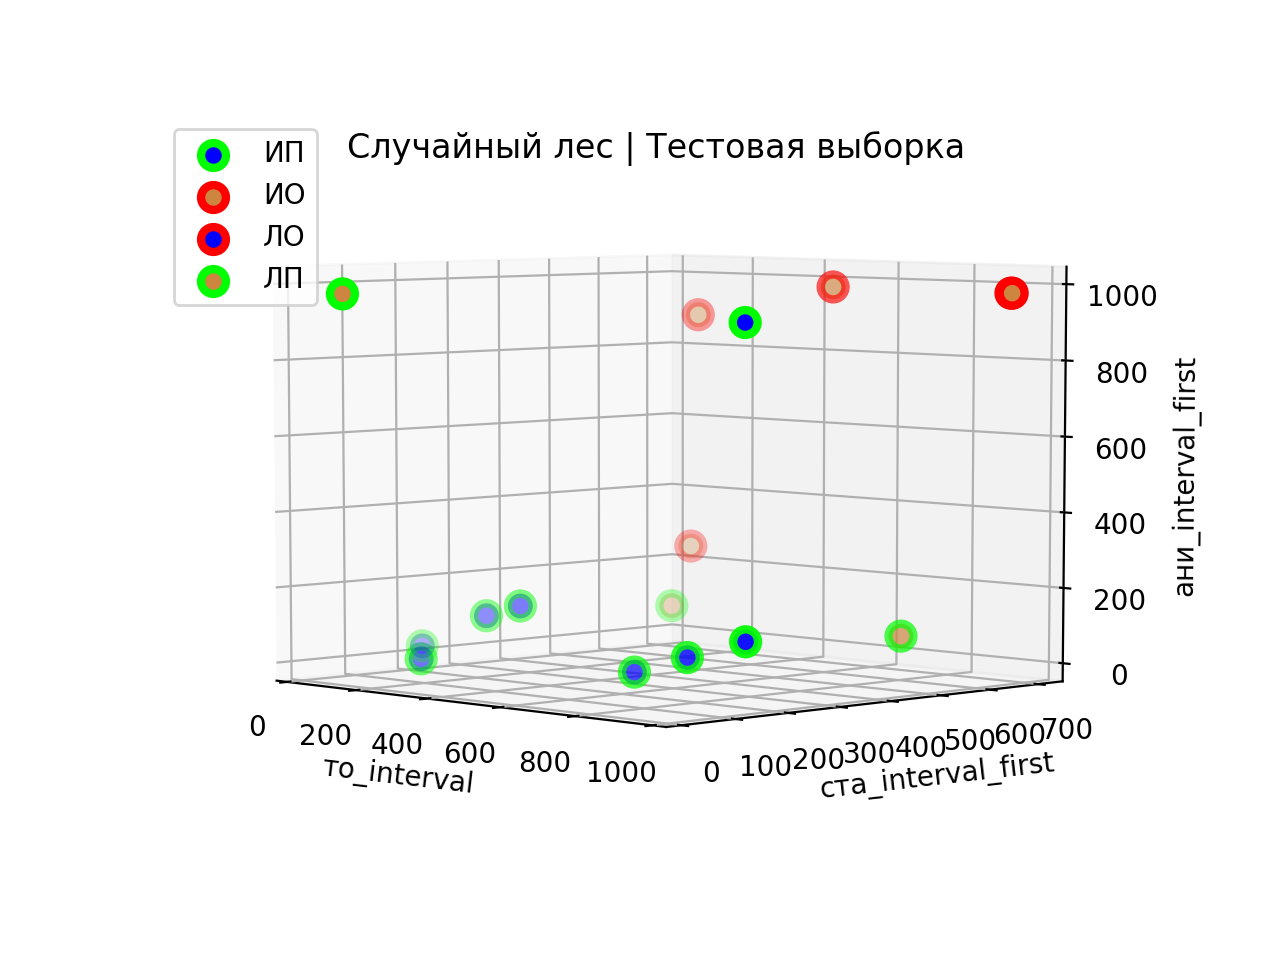 Случайный лес | Тестовая выборка
ИП
ИО
ЛО
ЛП
1000
800
600
400
200
0
ани_interval_first
0 200 400 600 800 1000
то_interval
0 100 200 300 400 500 600 700
ста_interval_first